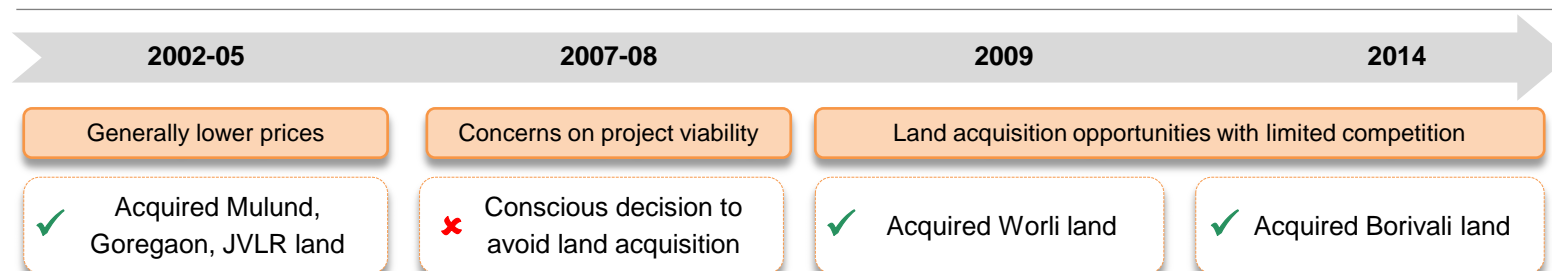 2002-05
2007-08
2009
2014
Generally lower prices
Concerns on project viability
Land acquisition opportunities with limited competition
Acquired Mulund,
Goregaon, JVLR land
Conscious decision to
avoid land acquisition
Acquired Worli land
Acquired Borivali land